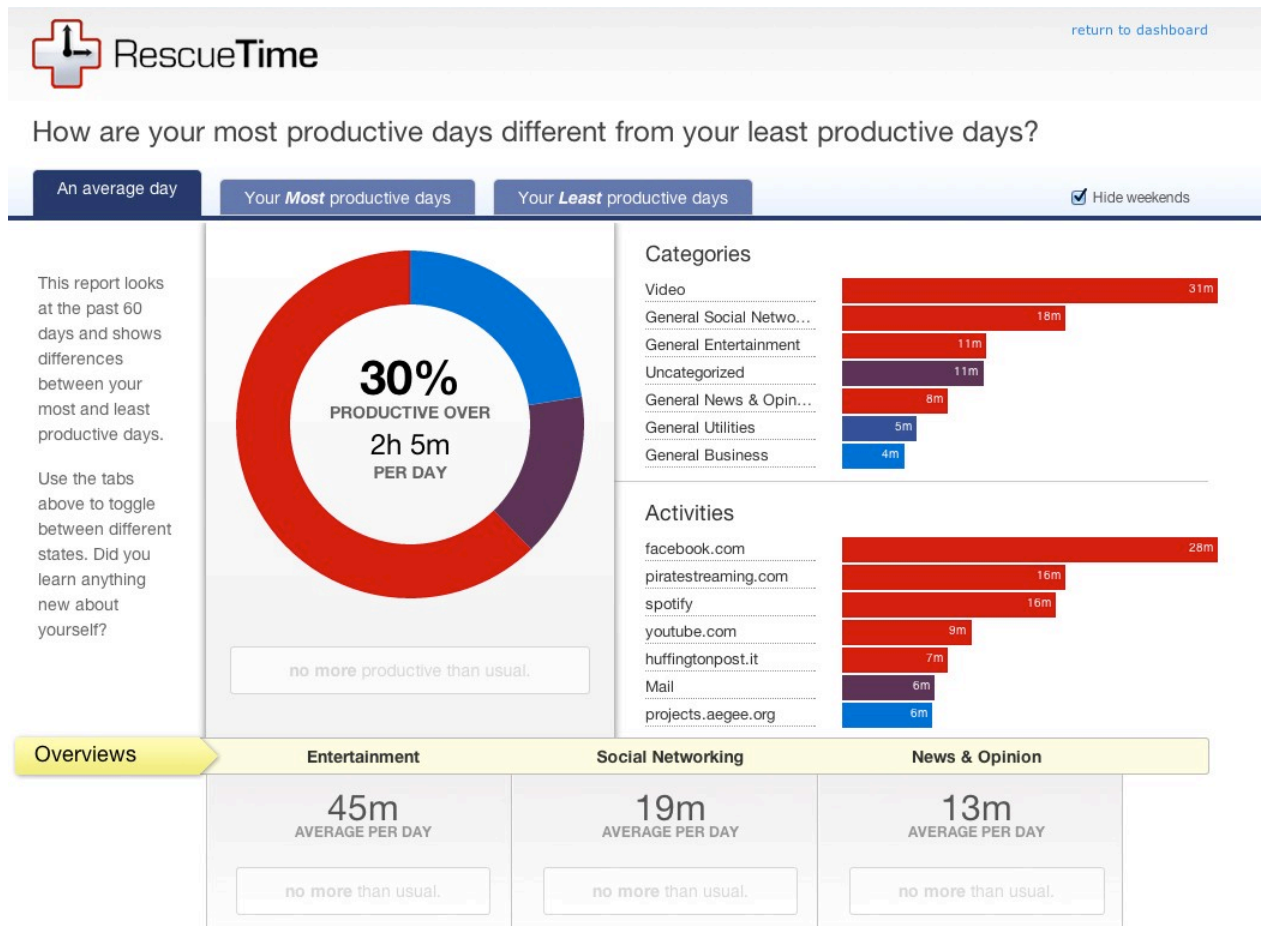 RescueTime
return to dashboard
How are your most productive days different from your least productive days?
An average day
Your Most productive days
Your Least productive days
Hide weekends
This report looks
at the past 60
days and shows
differences
between your
most and least
productive days.
Use the tabs
above to toggle
between different
states. Did you
learn anything
new about
yourself?
30%
PRODUCTIVE OVER
2h 5m
PER DAY
no more productive than usual.
Categories
Video 31m
General Social Netwo... 18m
General Entertainment 11m
Uncategorized 11m
General News & Opin... 8m
General Utilities 5m
General Business 4m
Activities
facebook.com 28m
piratestreaming.com 16m
spotify 16m
youtube.com 9m
huffingtonpost.it 7m
Mail 6m
projects.aegee.org 6m
Overviews
Entertainment
Social Networking
News & Opinion
45m
AVERAGE PER DAY
no more than usual.
19m
AVERAGE PER DAY
no more than usual.
13m
AVERAGE PER DAY
no more than usual.